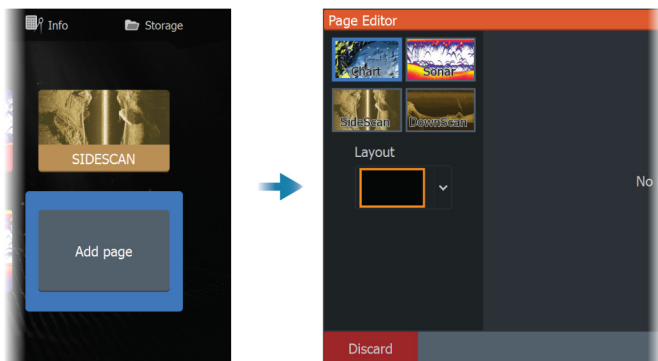 Info
Storage
SIDESCAN
Add page
Page Editor
Chart
Sonar
SideScan
DownScan
Layout
No
Discard